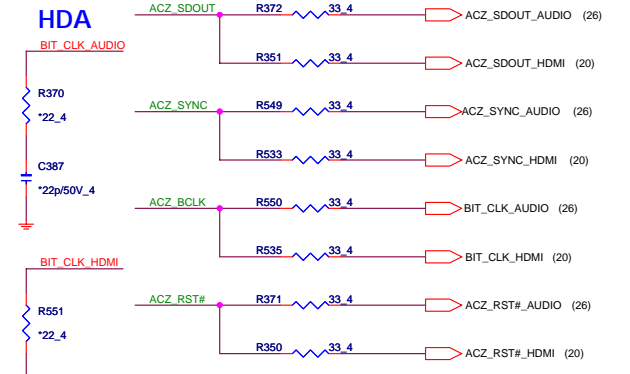 HDA
ACZ_SDOUT R372 33_4 ACZ_SDOUT_AUDIO (26)
BIT_CLK_AUDIO
R351 33_4 ACZ_SDOUT_HDMI (20)
R370
*22_4
ACZ_SYNC R549 33_4 ACZ_SYNC_AUDIO (26)
R533 33_4 ACZ_SYNC_HDMI (20)
C387
*22p/50V_4
ACZ_BCLK R550 33_4 BIT_CLK_AUDIO (26)
R535 33_4 BIT_CLK_HDMI (20)
BIT_CLK_HDMI
ACZ_RST# R371 33_4 ACZ_RST#_AUDIO (26)
R551
*22_4
R350 33_4 ACZ_RST#_HDMI (20)